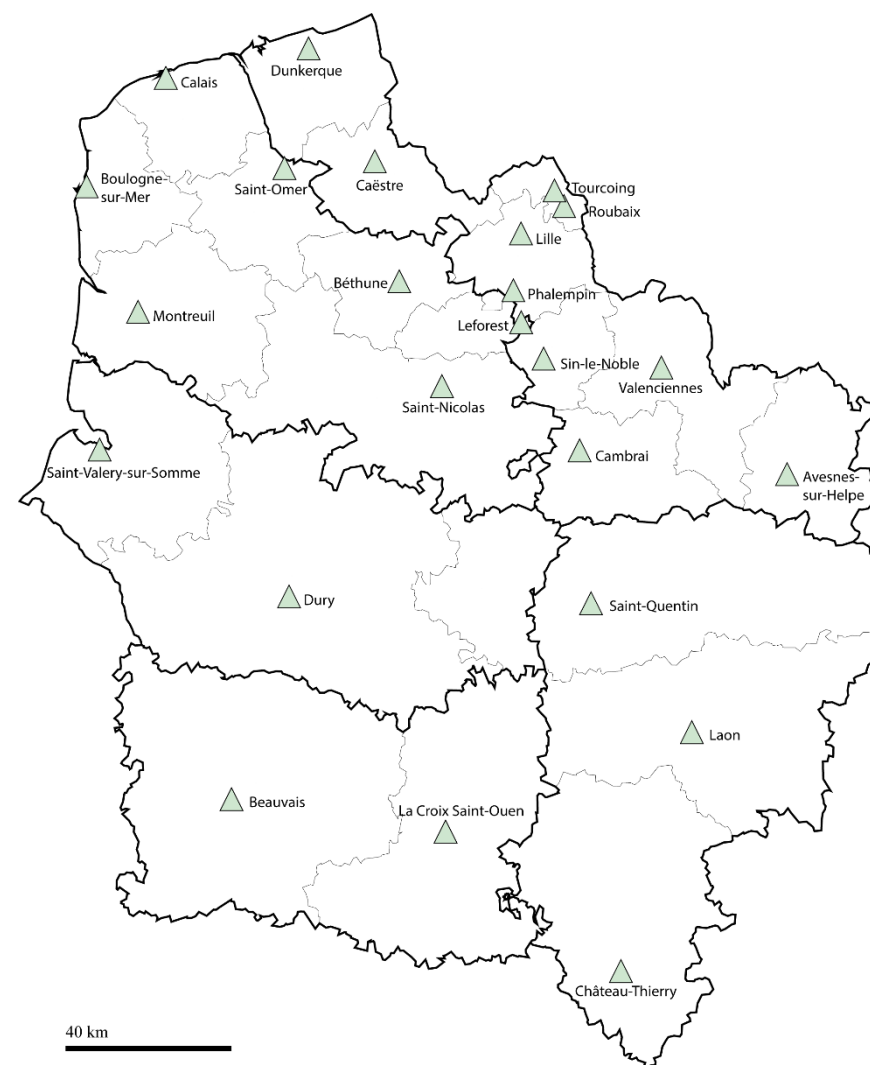 Dunkerque
Calais
Boulogne-
sur-Mer
Saint-Omer
Caëstre
Tourcoing
Roubaix
Lille
Béthune
Phalempin
Montreuil
Leforest
Sin-le-Noble
Valenciennes
Saint-Nicolas
Saint-Valery-sur-Somme
Cambrai
Avesnes-
sur-Helpe
Dury
Saint-Quentin
Laon
Beauvais
La Croix Saint-Ouen
Château-Thierry
40 km